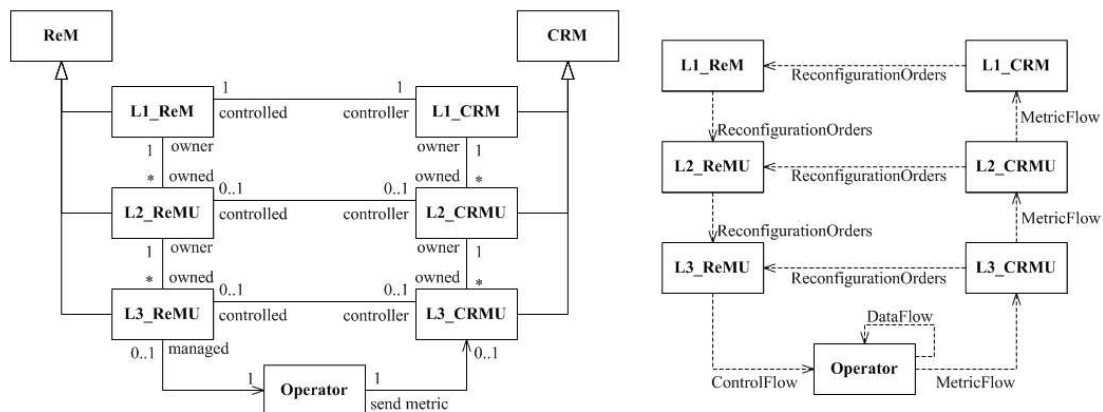 ReM
CRM
L1_ReM
1
1
L1_CRM
controlled
controller
1
owner
owner
1
*
owned
0..1
0..1
owned
*
L2_ReMU
controlled
controller
L2_CRMU
1
owner
owner
1
*
owned
0..1
0..1
owned
*
L3_ReMU
controlled
controller
L3_CRMU
0..1
managed
0..1
1
Operator
1
send metric
L1_ReM
ReconfigurationOrders
L1_CRM
ReconfigurationOrders
MetricFlow
L2_ReMU
ReconfigurationOrders
L2_CRMU
ReconfigurationOrders
MetricFlow
L3_ReMU
ReconfigurationOrders
L3_CRMU
DataFlow
ControlFlow
Operator
MetricFlow